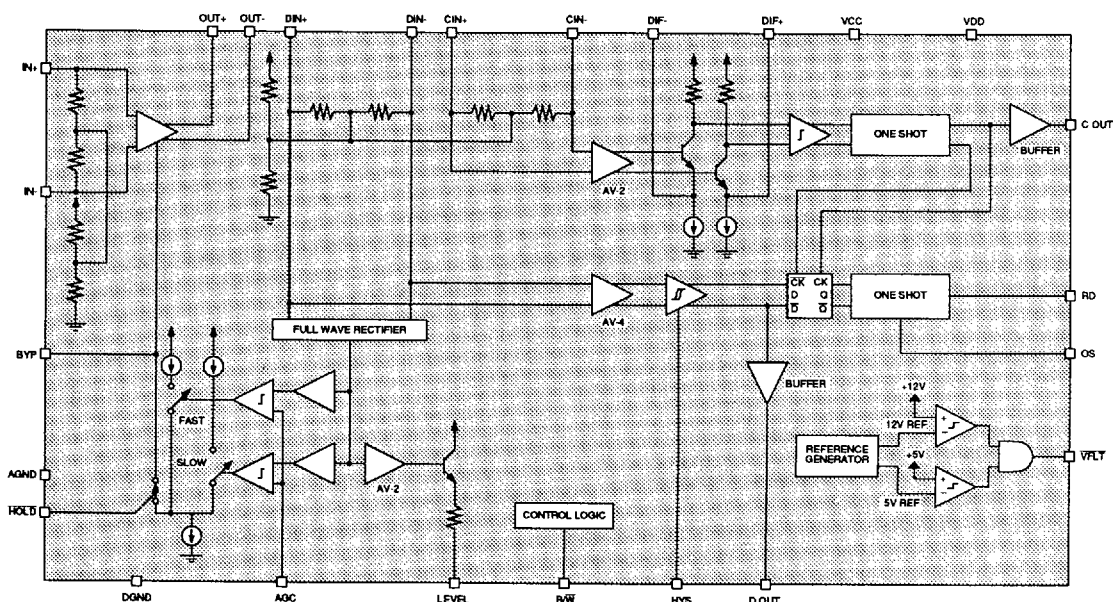 OUT+ OUT- DIN+ DIN- CIN+ CIN- DIF- DIF+ VCC VDD
IN+
C OUT
ONE SHOT
BUFFER
IN-
AV-2
CK CK
D Q
D̅ Q̅
ONE SHOT
RD
AV-4
FULL WAVE RECTIFIER
BYP
OS
BUFFER
+12V
FAST
12V REF
REFERENCE
GENERATOR
+5V
V̅F̅L̅T̅
SLOW
AGND
AV-2
5V REF
H̅O̅L̅D̅
CONTROL LOGIC
DGND AGC LEVEL R/W̅ HYS D OUT